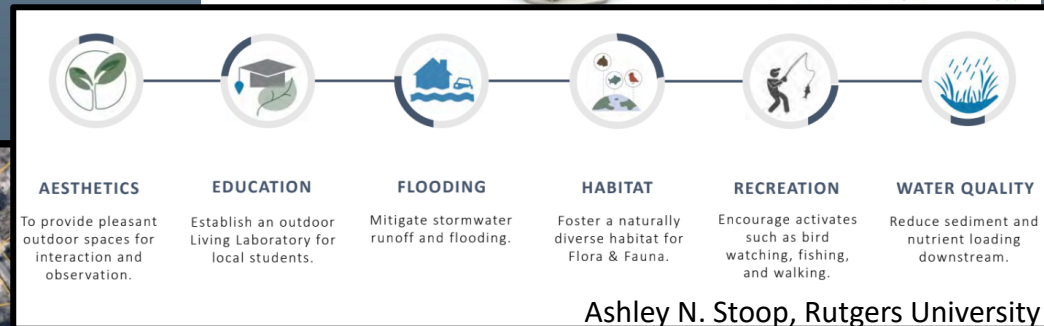 AESTHETICS
To provide pleasant
outdoor spaces for
interaction and
observation.
EDUCATION
Establish an outdoor
Living Laboratory for
local students.
FLOODING
Mitigate stormwater
runoff and flooding.
HABITAT
Foster a naturally
diverse habitat for
Flora & Fauna.
RECREATION
Encourage activates
such as bird
watching, fishing,
and walking.
WATER QUALITY
Reduce sediment and
nutrient loading
downstream.
Ashley N. Stoop, Rutgers University